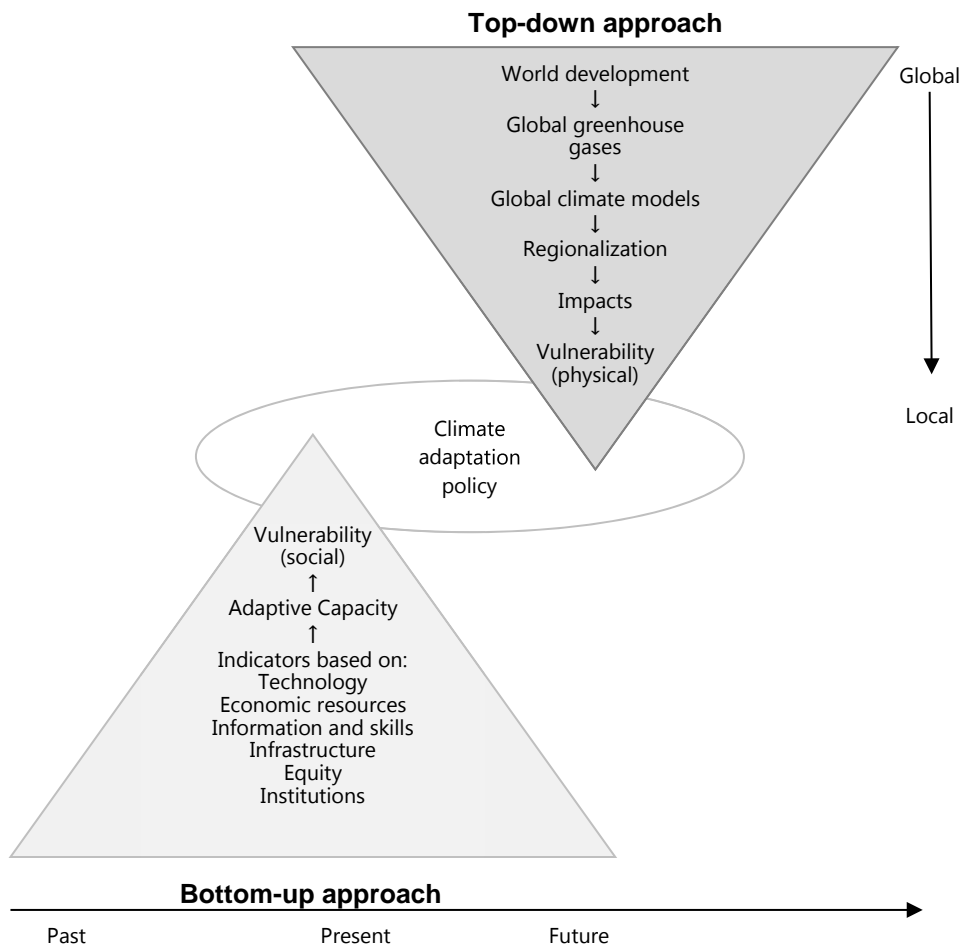 Top-down approach
World development
↓
Global greenhouse
gases
↓
Global climate models
↓
Regionalization
↓
Impacts
↓
Vulnerability
(physical)
Global
Local
Climate
adaptation
policy
Vulnerability
(social)
↑
Adaptive Capacity
↑
Indicators based on:
Technology
Economic resources
Information and skills
Infrastructure
Equity
Institutions
Bottom-up approach
Past Present Future